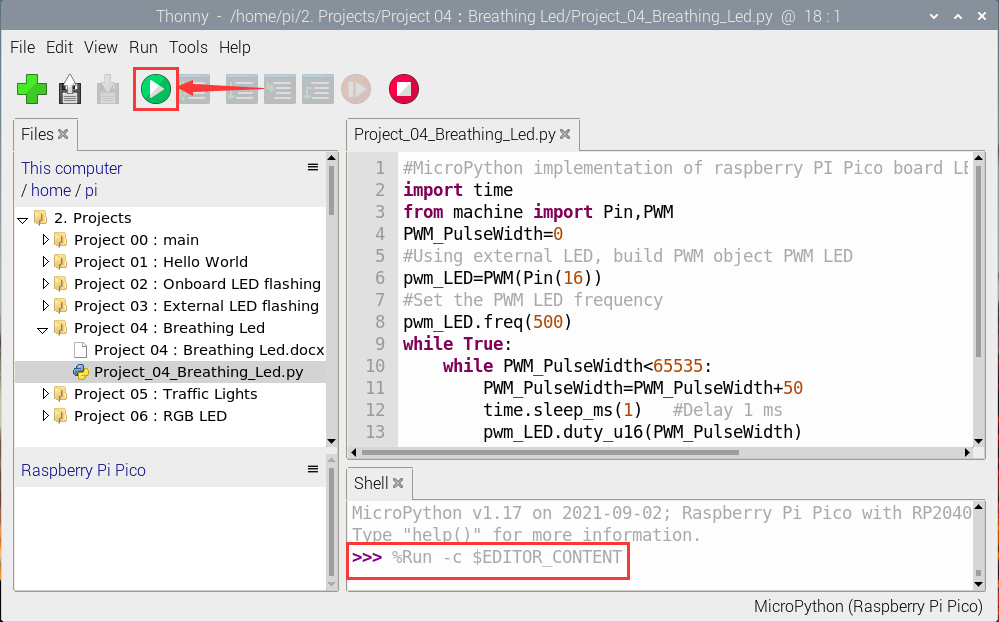 Thonny - /home/pi/2. Projects/Project 04 : Breathing Led/Project_04_Breathing_Led.py @ 18 : 1
File Edit View Run Tools Help
Files
This computer
/ home / pi
2. Projects
Project 00 : main
Project 01 : Hello World
Project 02 : Onboard LED flashing
Project 03 : External LED flashing
Project 04 : Breathing Led
Project 04 : Breathing Led.docx
Project_04_Breathing_Led.py
Project 05 : Traffic Lights
Project 06 : RGB LED
Raspberry Pi Pico
Project_04_Breathing_Led.py
1 #MicroPython implementation of raspberry PI Pico board LE
2 import time
3 from machine import Pin,PWM
4 PWM_PulseWidth=0
5 #Using external LED, build PWM object PWM LED
6 pwm_LED=PWM(Pin(16))
7 #Set the PWM LED frequency
8 pwm_LED.freq(500)
9 while True:
10 while PWM_PulseWidth<65535:
11 PWM_PulseWidth=PWM_PulseWidth+50
12 time.sleep_ms(1) #Delay 1 ms
13 pwm_LED.duty_u16(PWM_PulseWidth)
Shell
MicroPython v1.17 on 2021-09-02; Raspberry Pi Pico with RP2040
Type "help()" for more information.
>>> %Run -c $EDITOR_CONTENT
MicroPython (Raspberry Pi Pico)